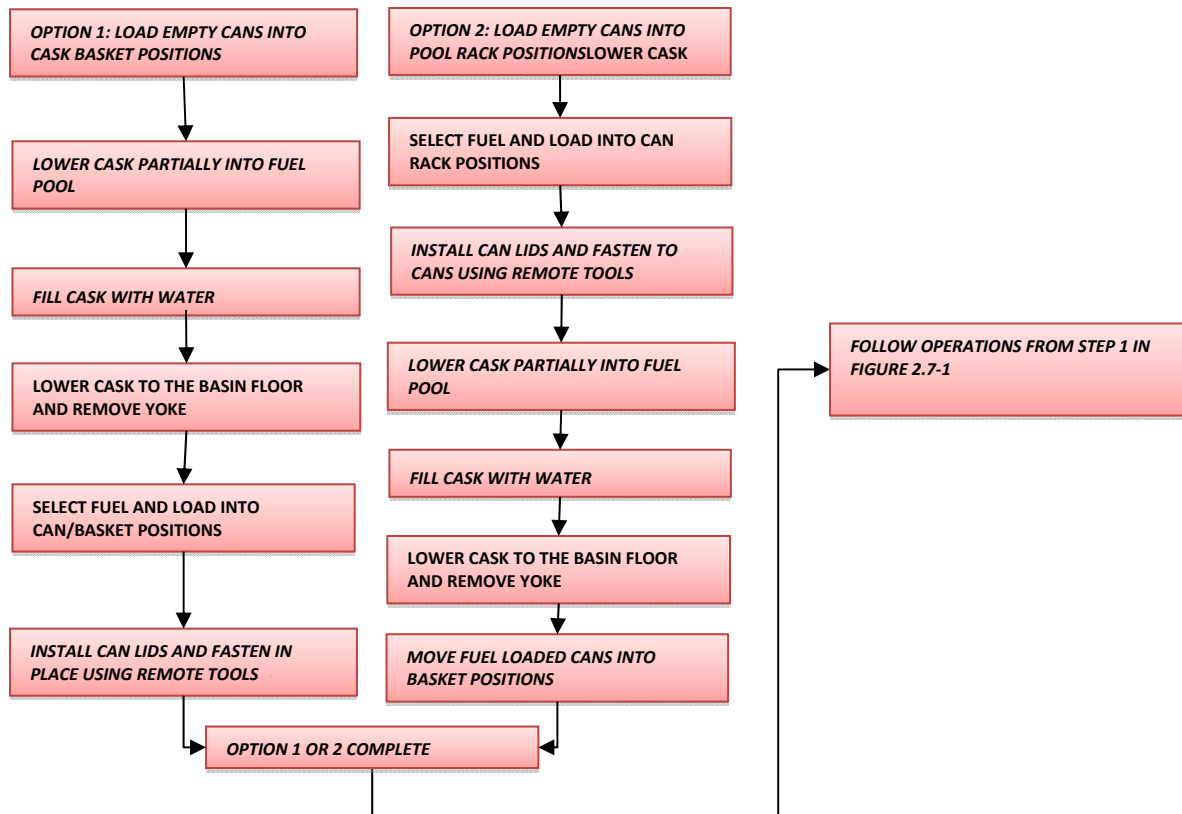 OPTION 1: LOAD EMPTY CANS INTO
CASK BASKET POSITIONS
LOWER CASK PARTIALLY INTO FUEL
POOL
FILL CASK WITH WATER
LOWER CASK TO THE BASIN FLOOR
AND REMOVE YOKE
SELECT FUEL AND LOAD INTO
CAN/BASKET POSITIONS
INSTALL CAN LIDS AND FASTEN IN
PLACE USING REMOTE TOOLS
OPTION 2: LOAD EMPTY CANS INTO
POOL RACK POSITIONSLOWER CASK
SELECT FUEL AND LOAD INTO CAN
RACK POSITIONS
INSTALL CAN LIDS AND FASTEN TO
CANS USING REMOTE TOOLS
LOWER CASK PARTIALLY INTO FUEL
POOL
FILL CASK WITH WATER
LOWER CASK TO THE BASIN FLOOR
AND REMOVE YOKE
MOVE FUEL LOADED CANS INTO
BASKET POSITIONS
OPTION 1 OR 2 COMPLETE
FOLLOW OPERATIONS FROM STEP 1 IN
FIGURE 2.7-1